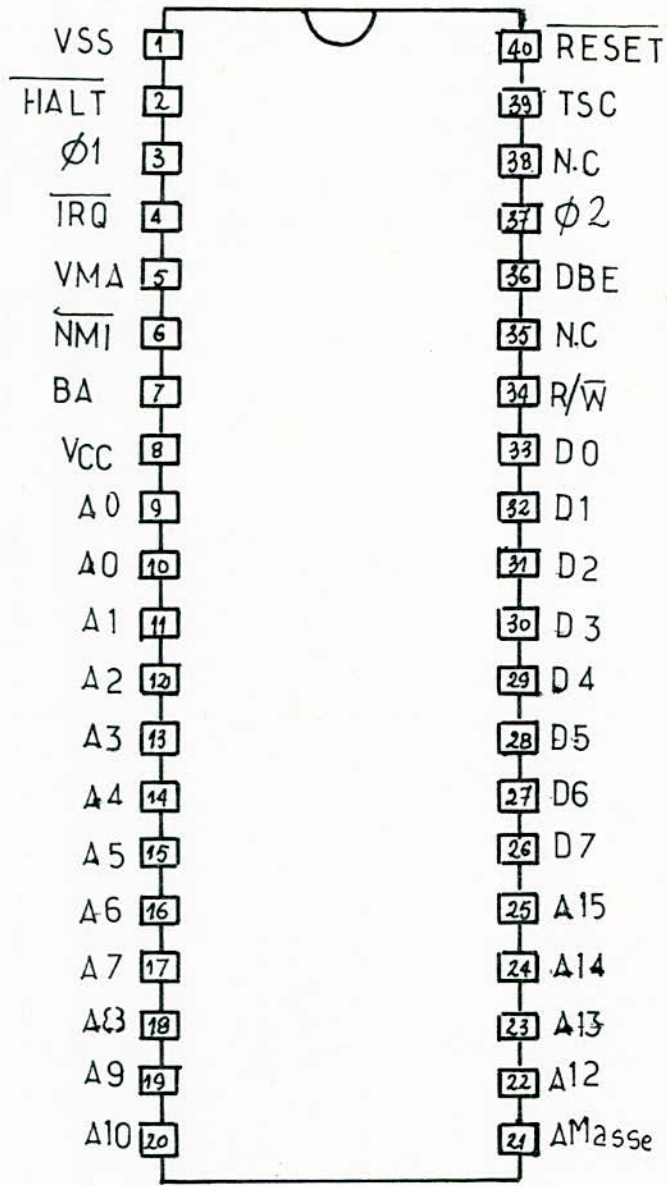 VSS 1 40 RESET
HALT 2 39 TSC
Ø1 3 38 N.C
IRQ 4 37 Ø2
VMA 5 36 DBE
NMI 6 35 N.C
BA 7 34 R/W̅
VCC 8 33 D0
A0 9 32 D1
A0 10 31 D2
A1 11 30 D3
A2 12 29 D4
A3 13 28 D5
A4 14 27 D6
A5 15 26 D7
A6 16 25 A15
A7 17 24 A14
A8 18 23 A13
A9 19 22 A12
A10 20 21 AMasse